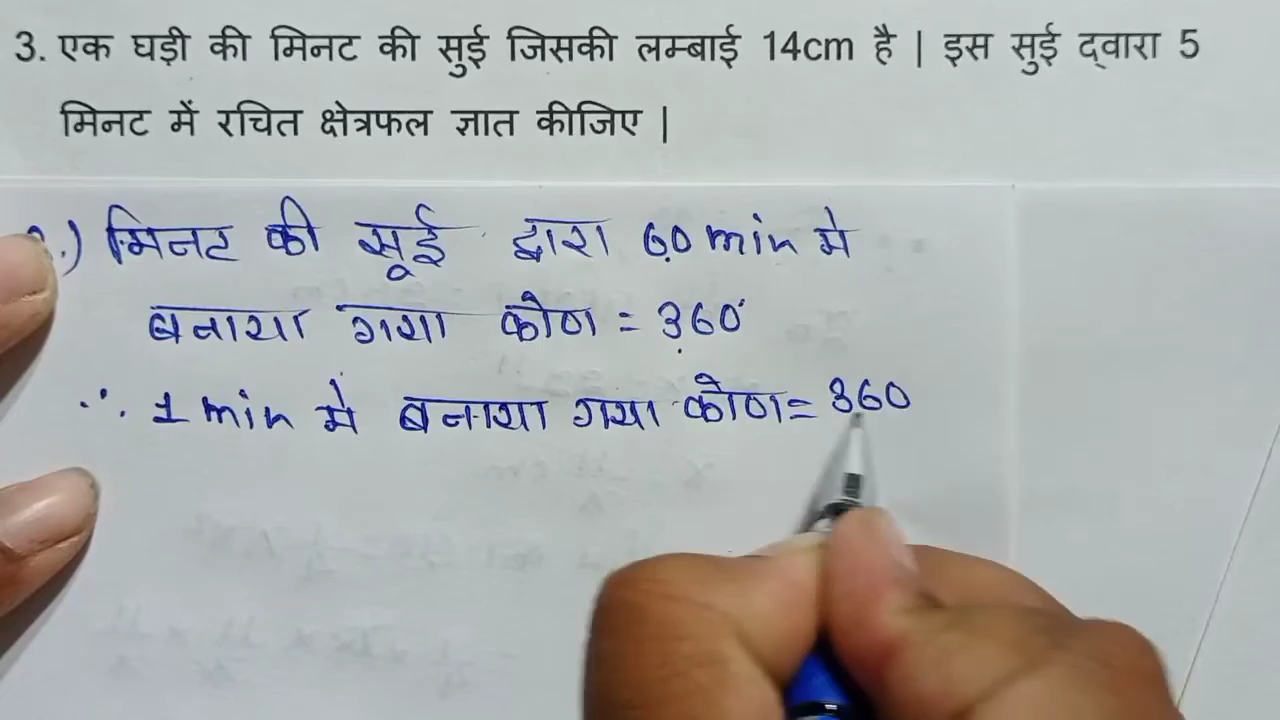 3. एक घड़ी की मिनट की सुई जिसकी लम्बाई 14cm है | इस सुई द्वारा 5
मिनट में रचित क्षेत्रफल ज्ञात कीजिए |
मिनट की सूई द्वारा 60 min मे
बनाया गया कोण = 360°
∴ 1 min मे बनाया गया कोण = 360